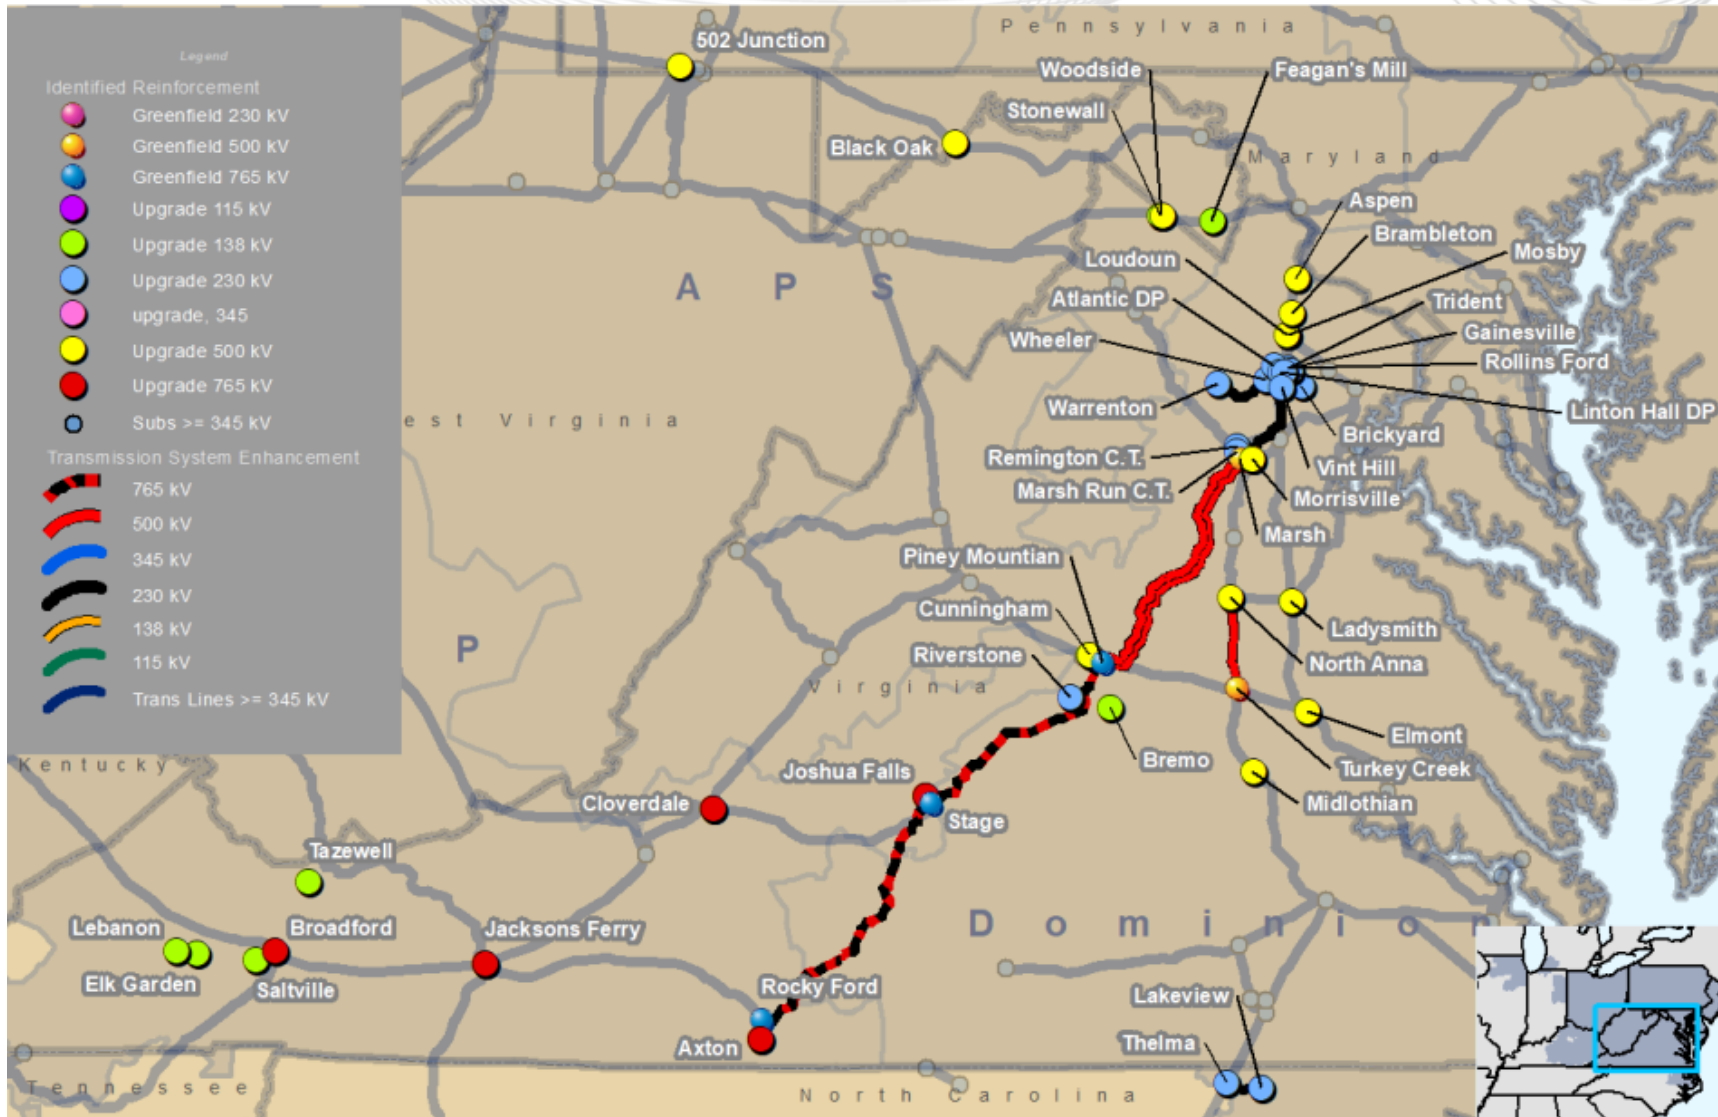 Legend
Identified Reinforcement
Greenfield 230 kV
Greenfield 500 kV
Greenfield 765 kV
Upgrade 115 kV
Upgrade 138 kV
Upgrade 230 kV
upgrade, 345
Upgrade 500 kV
Upgrade 765 kV
Subs >= 345 kV
Transmission System Enhancement
765 kV
500 kV
345 kV
230 kV
138 kV
115 kV
Trans Lines >= 345 kV
Pennsylvania
502 Junction
Woodside
Feagan's Mill
Stonewall
Black Oak
Maryland
Aspen
Brambleton
Mosby
Loudoun
APS
Atlantic DP
Trident
Gainesville
Wheeler
Rollins Ford
Warrenton
Linton Hall DP
est Virginia
Brickyard
Remington C.T.
Vint Hill
Marsh Run C.T.
Morrisville
Marsh
Piney Mountian
Cunningham
Ladysmith
P
Riverstone
North Anna
Virginia
Elmont
Bremo
Turkey Creek
Kentucky
Joshua Falls
Cloverdale
Midlothian
Stage
Tazewell
Lebanon
Broadford
Jacksons Ferry
Dominion
Elk Garden
Saltville
Rocky Ford
Lakeview
Axton
Thelma
Tennessee
North Carolina